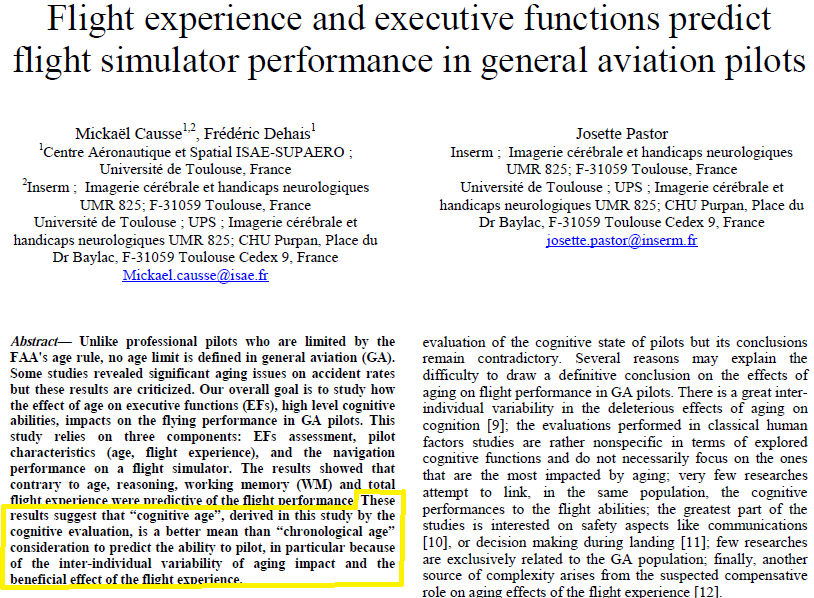 Flight experience and executive functions predict
flight simulator performance in general aviation pilots
Mickaël Causse1,2, Frédéric Dehais1
1Centre Aéronautique et Spatial ISAE-SUPAERO ;
Université de Toulouse, France
2Inserm ; Imagerie cérébrale et handicaps neurologiques
UMR 825; F-31059 Toulouse, France
Université de Toulouse ; UPS ; Imagerie cérébrale et
handicaps neurologiques UMR 825; CHU Purpan, Place du
Dr Baylac, F-31059 Toulouse Cedex 9, France
Mickael.causse@isae.fr
Josette Pastor
Inserm ; Imagerie cérébrale et handicaps neurologiques
UMR 825; F-31059 Toulouse, France
Université de Toulouse ; UPS ; Imagerie cérébrale et
handicaps neurologiques UMR 825; CHU Purpan, Place du
Dr Baylac, F-31059 Toulouse Cedex 9, France
josette.pastor@inserm.fr
Abstract— Unlike professional pilots who are limited by the
FAA's age rule, no age limit is defined in general aviation (GA).
Some studies revealed significant aging issues on accident rates
but these results are criticized. Our overall goal is to study how
the effect of age on executive functions (EFs), high level cognitive
abilities, impacts on the flying performance in GA pilots. This
study relies on three components: EFs assessment, pilot
characteristics (age, flight experience), and the navigation
performance on a flight simulator. The results showed that
contrary to age, reasoning, working memory (WM) and total
flight experience were predictive of the flight performance. These
results suggest that “cognitive age”, derived in this study by the
cognitive evaluation, is a better mean than “chronological age”
consideration to predict the ability to pilot, in particular because
of the inter-individual variability of aging impact and the
beneficial effect of the flight experience.
evaluation of the cognitive state of pilots but its conclusions
remain contradictory. Several reasons may explain the
difficulty to draw a definitive conclusion on the effects of
aging on flight performance in GA pilots. There is a great inter-
individual variability in the deleterious effects of aging on
cognition [9]; the evaluations performed in classical human
factors studies are rather nonspecific in terms of explored
cognitive functions and do not necessarily focus on the ones
that are the most impacted by aging; very few researches
attempt to link, in the same population, the cognitive
performances to the flight abilities; the greatest part of the
studies is interested on safety aspects like communications
[10], or decision making during landing [11]; few researches
are exclusively related to the GA population; finally, another
source of complexity arises from the suspected compensative
role on aging effects of the flight experience [12].